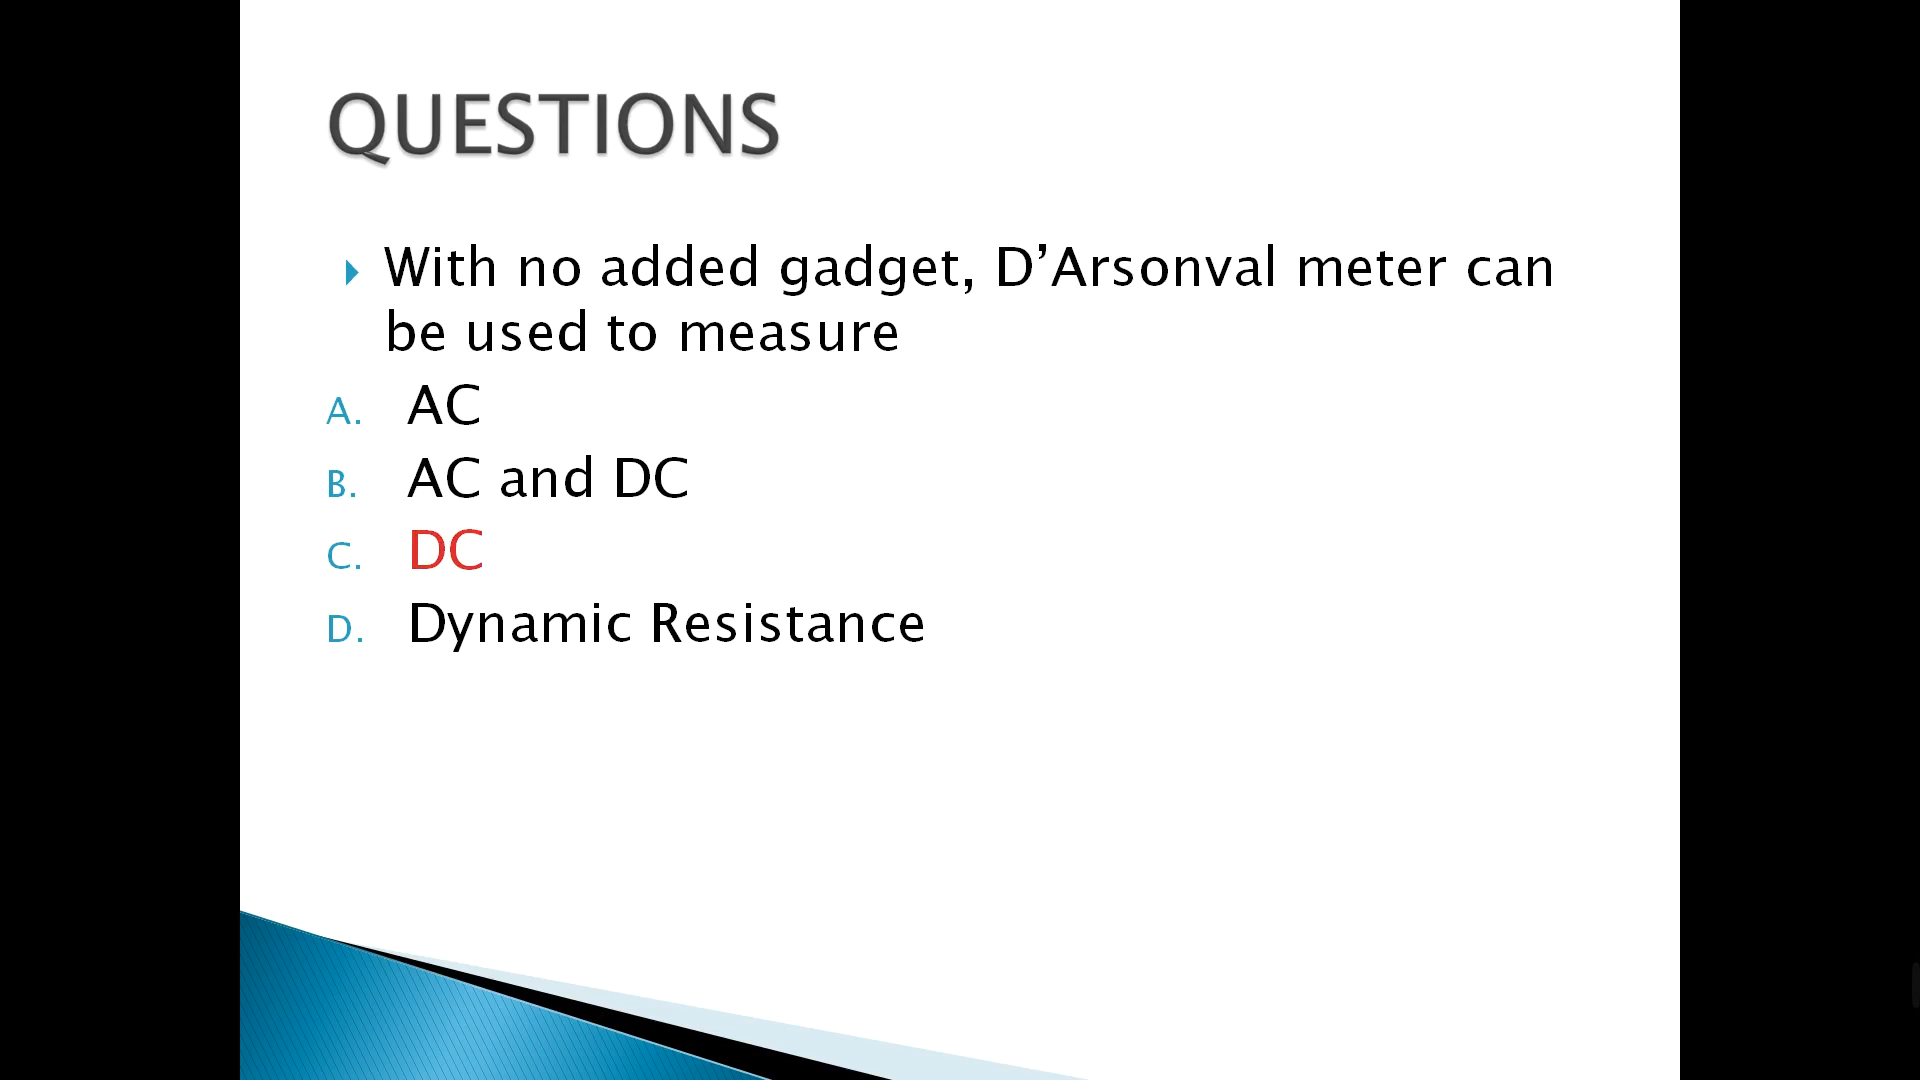 QUESTIONS
With no added gadget, D’Arsonval meter can
be used to measure
A. AC
B. AC and DC
C. DC
D. Dynamic Resistance